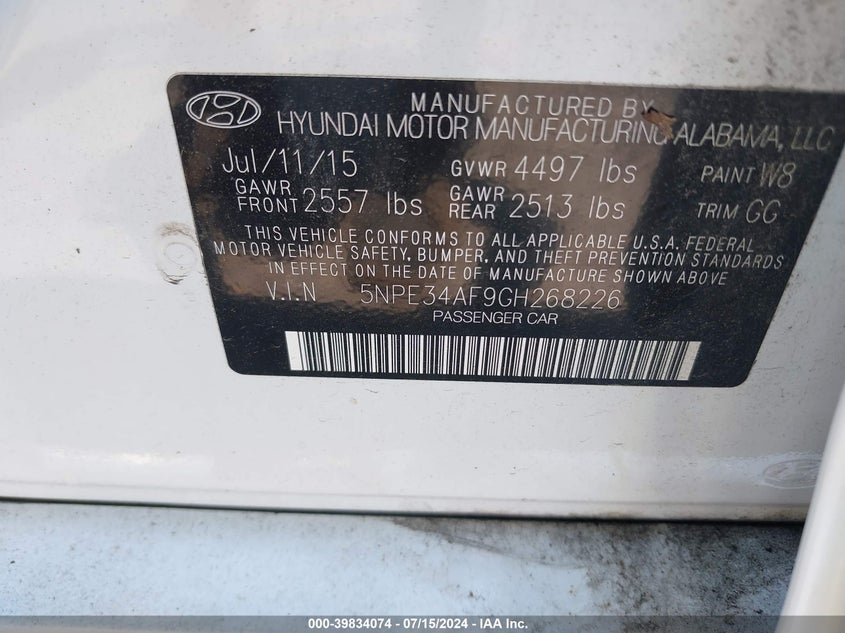 MANUFACTURED BY
HYUNDAI MOTOR MANUFACTURING ALABAMA, LLC
Jul/11/15 GVWR 4497 lbs PAINT W8
GAWR FRONT 2557 lbs GAWR REAR 2513 lbs TRIM GG
THIS VEHICLE CONFORMS TO ALL APPLICABLE U.S.A. FEDERAL
MOTOR VEHICLE SAFETY, BUMPER, AND THEFT PREVENTION STANDARDS
IN EFFECT ON THE DATE OF MANUFACTURE SHOWN ABOVE
V.I.N 5NPE34AF9GH268226
PASSENGER CAR
000-39834074 - 07/15/2024 - IAA Inc.